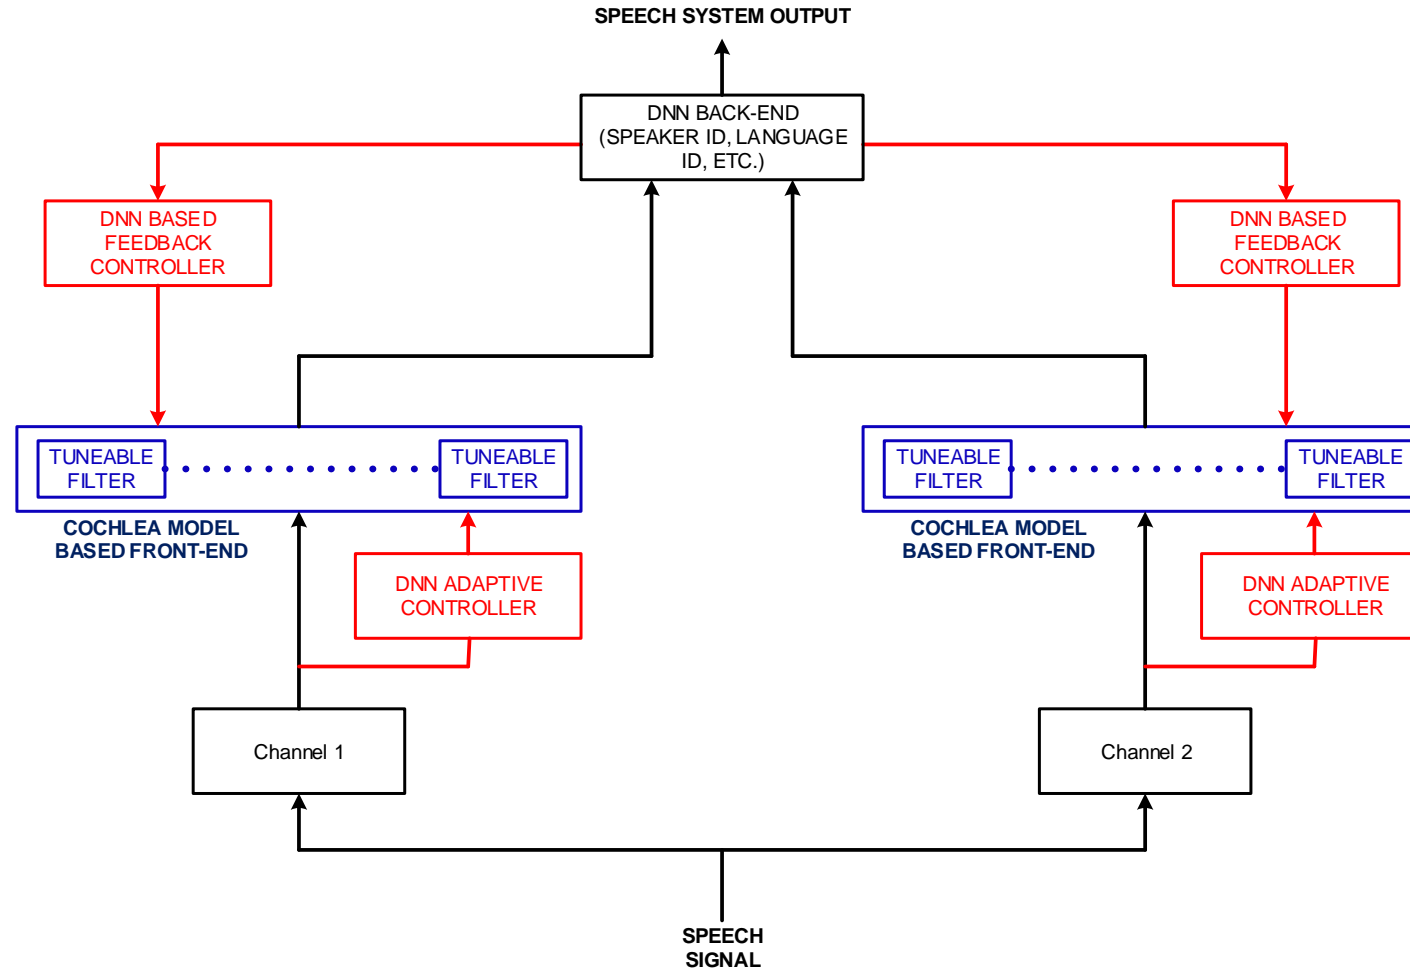 SPEECH SYSTEM OUTPUT
DNN BACK-END
(SPEAKER ID, LANGUAGE
ID, ETC.)
DNN BASED
FEEDBACK
CONTROLLER
DNN BASED
FEEDBACK
CONTROLLER
TUNEABLE
FILTER
TUNEABLE
FILTER
COCHLEA MODEL
BASED FRONT-END
TUNEABLE
FILTER
TUNEABLE
FILTER
COCHLEA MODEL
BASED FRONT-END
DNN ADAPTIVE
CONTROLLER
DNN ADAPTIVE
CONTROLLER
Channel 1
Channel 2
SPEECH
SIGNAL